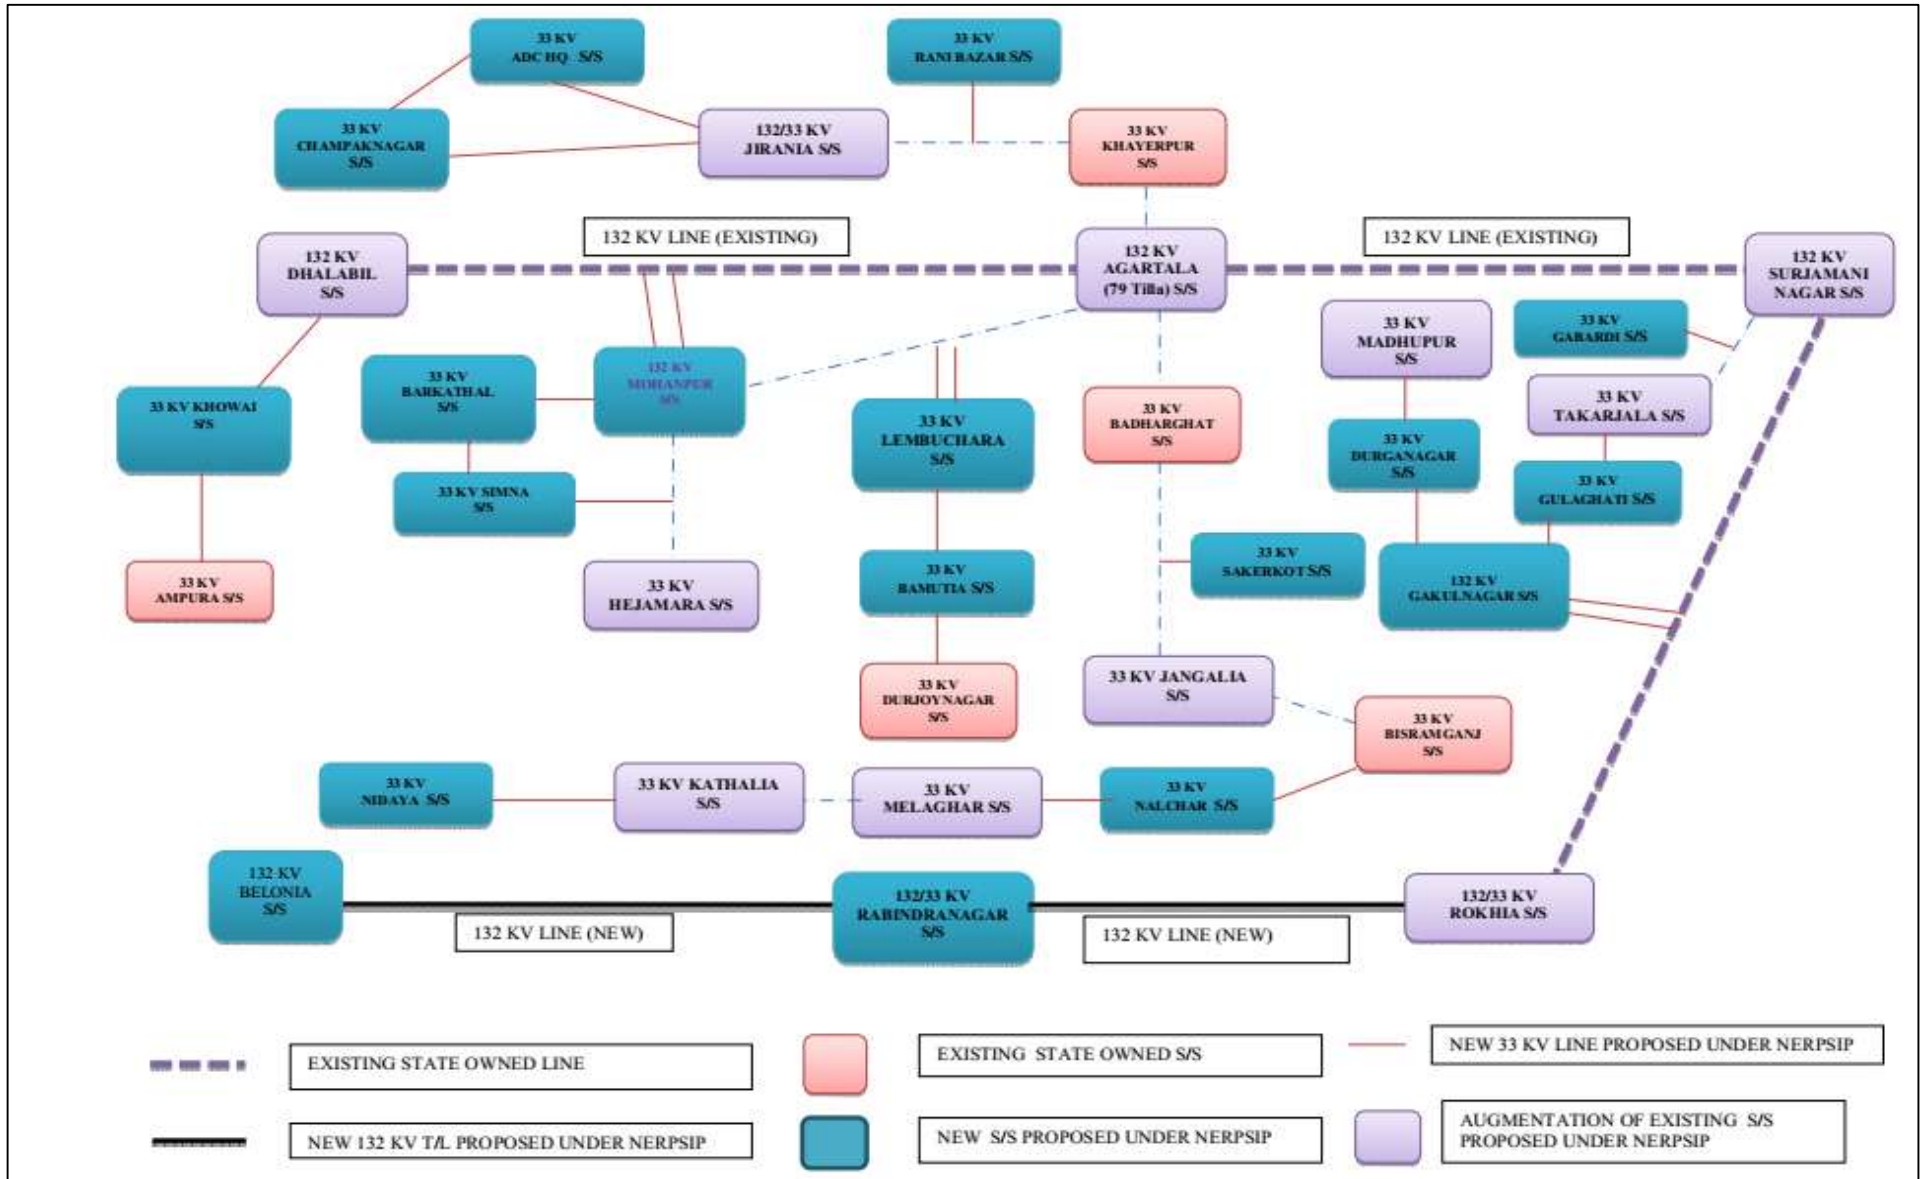 33 KV
ADC HQ S/S
33 KV
RANI BAZAR S/S
33 KV
CHAMPAKNAGAR
S/S
132/33 KV
JIRANIA S/S
33 KV
KHAYERPUR
S/S
132 KV LINE (EXISTING)
132 KV LINE (EXISTING)
132 KV
DHALABIL
S/S
132 KV
AGARTALA
(79 Tilla) S/S
132 KV
SURJAMANI
NAGAR S/S
33 KV
MADHUPUR
S/S
33 KV
GABARDI S/S
33 KV KHOWAI
S/S
33 KV
BARKATHAL
S/S
132 KV
MOHANPUR
S/S
33 KV
LEMBUCHARA
S/S
33 KV
BADHARGHAT
S/S
33 KV
TAKARJALA S/S
33 KV
DURGANAGAR
S/S
33 KV
GULAGHATI S/S
33 KV SIMNA
S/S
33 KV
AMPURA S/S
33 KV
HEJAMARA S/S
33 KV
BAMUTIA S/S
33 KV
SAKERKOT S/S
132 KV
GAKULNAGAR S/S
33 KV
DURJOYNAGAR
S/S
33 KV JANGALIA
S/S
33 KV
BISRAMGANJ
S/S
33 KV
NIDAYA S/S
33 KV KATHALIA
S/S
33 KV
MELAGHAR S/S
33 KV
NALCHAR S/S
132 KV
BELONIA
S/S
132/33 KV
RABINDRANAGAR
S/S
132/33 KV
ROKHIA S/S
132 KV LINE (NEW)
132 KV LINE (NEW)
EXISTING STATE OWNED LINE
EXISTING STATE OWNED S/S
NEW 33 KV LINE PROPOSED UNDER NERPSIP
NEW 132 KV T/L PROPOSED UNDER NERPSIP
NEW S/S PROPOSED UNDER NERPSIP
AUGMENTATION OF EXISTING S/S
PROPOSED UNDER NERPSIP